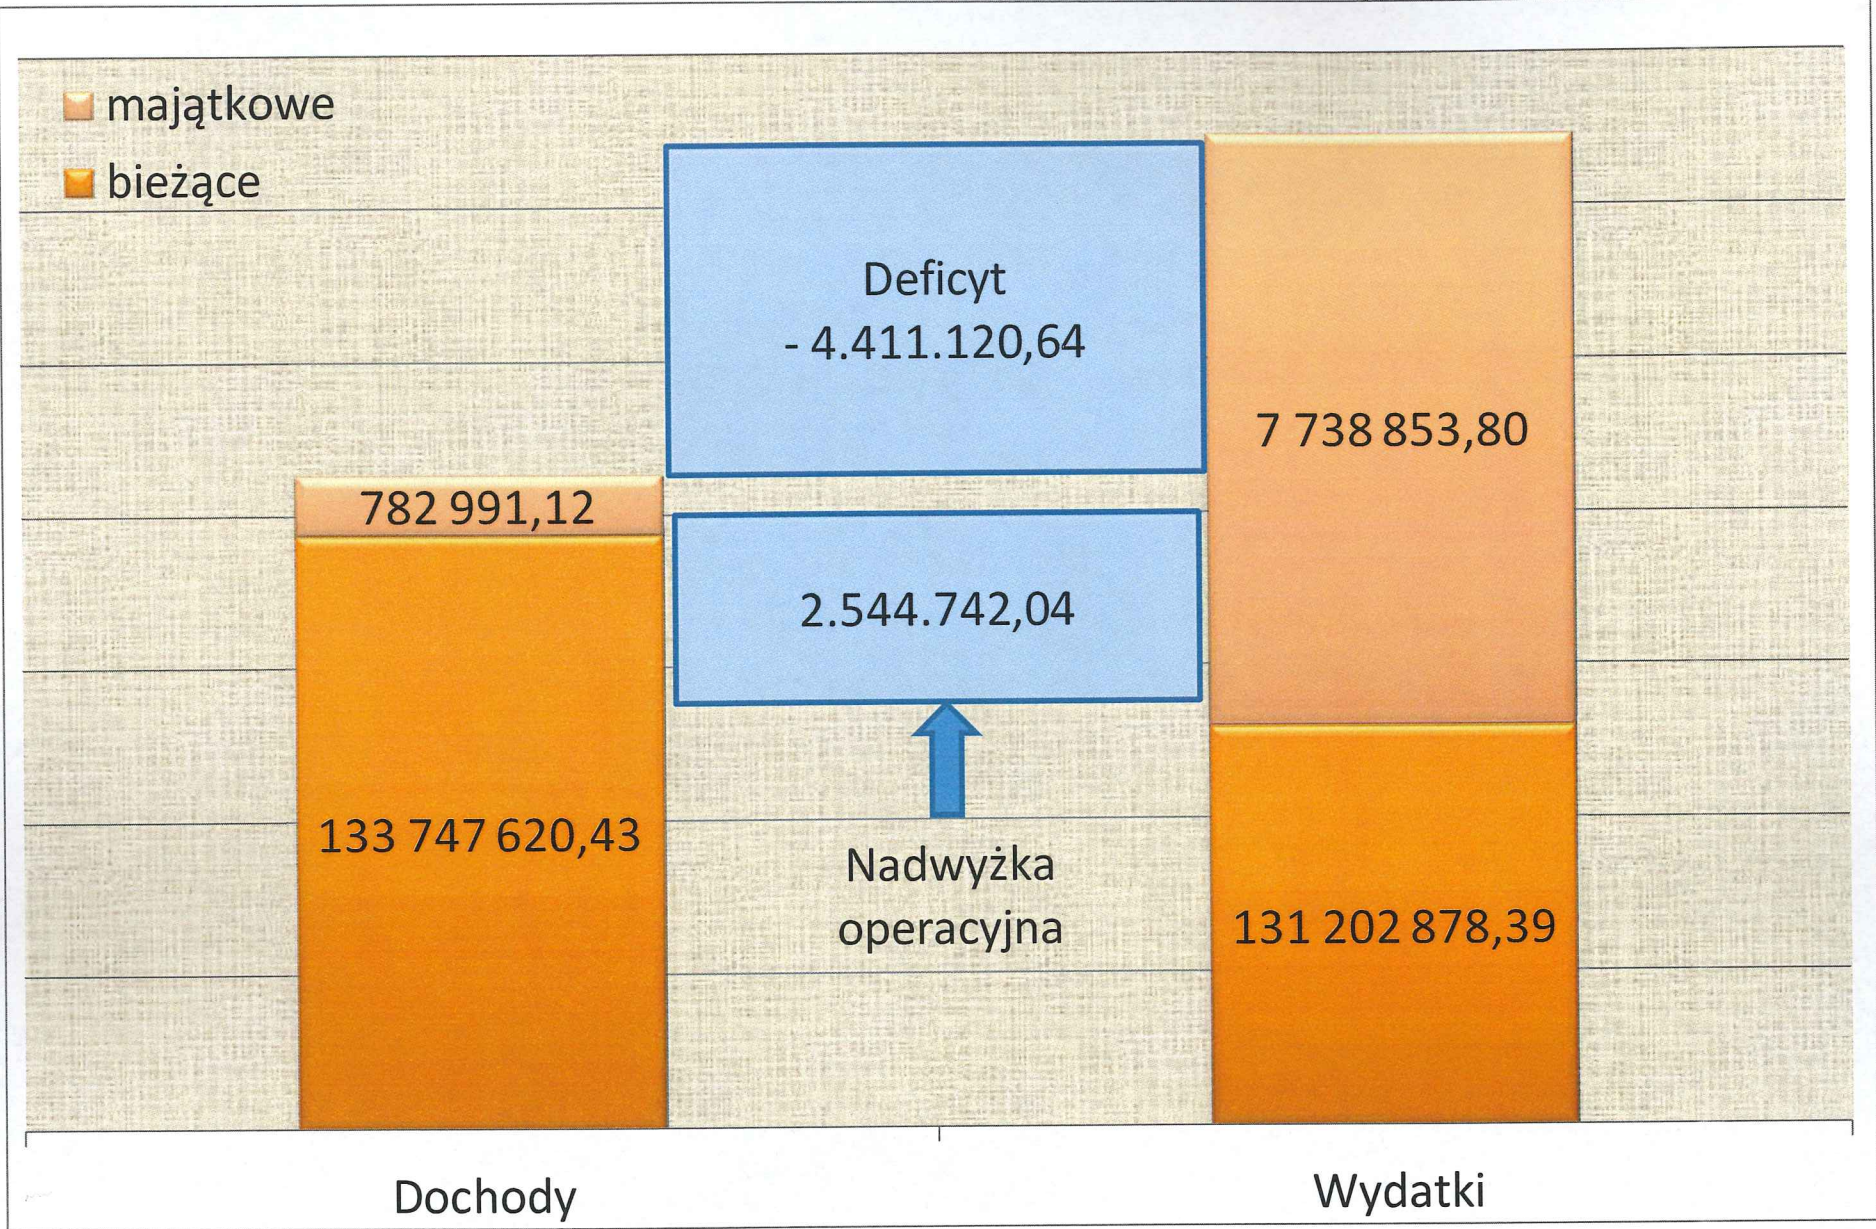 majątkowe
bieżące
Deficyt
- 4.411.120,64
7 738 853,80
782 991,12
2.544.742,04
133 747 620,43
Nadwyżka
operacyjna
131 202 878,39
Dochody
Wydatki